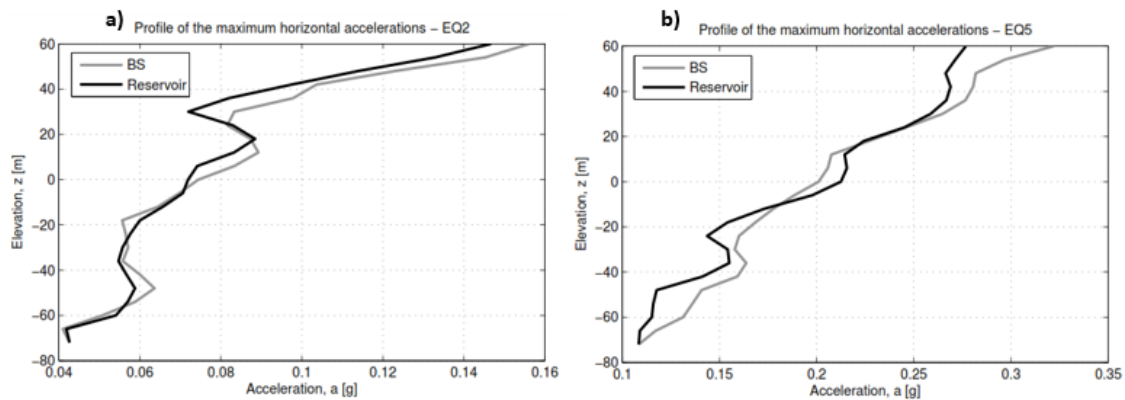 a)
Profile of the maximum horizontal accelerations – EQ2
60
40
20
0
−20
−40
−60
−80
Elevation, z [m]
BS
Reservoir
0.04 0.06 0.08 0.1 0.12 0.14 0.16
Acceleration, a [g]
b)
Profile of the maximum horizontal accelerations – EQ5
60
40
20
0
−20
−40
−60
−80
Elevation, z [m]
BS
Reservoir
0.1 0.15 0.2 0.25 0.3 0.35
Acceleration, a [g]